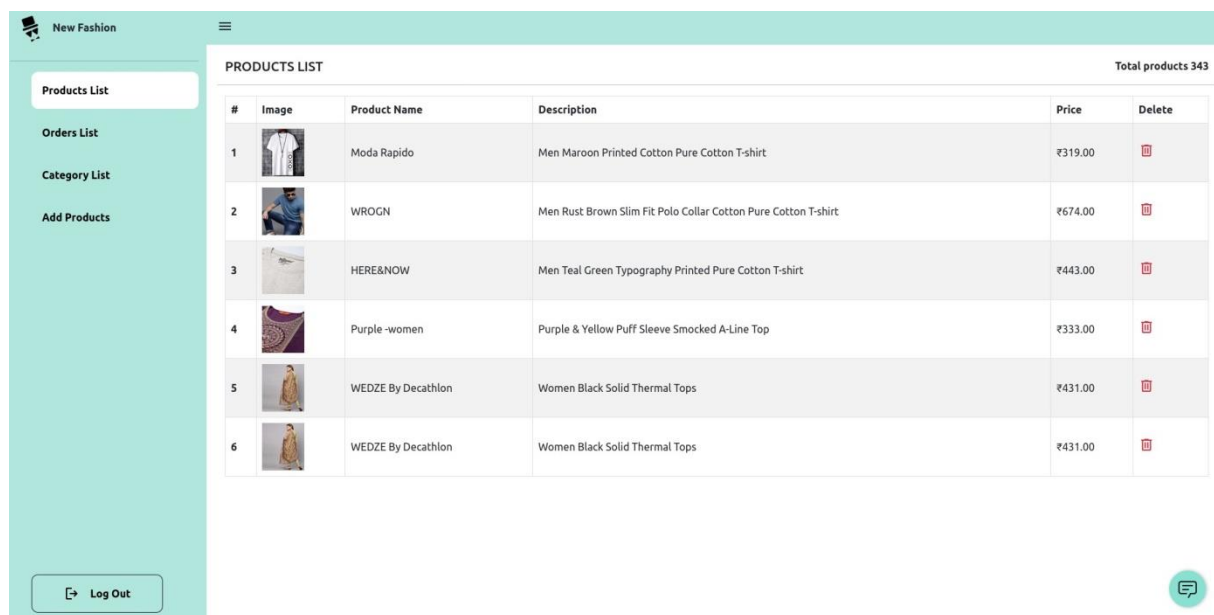 New Fashion
Products List
Orders List
Category List
Add Products
Log Out
PRODUCTS LIST
Total products 343
# Image Product Name Description Price Delete
1 Moda Rapido Men Maroon Printed Cotton Pure Cotton T-shirt ₹319.00
2 WROGN Men Rust Brown Slim Fit Polo Collar Cotton Pure Cotton T-shirt ₹674.00
3 HERE&NOW Men Teal Green Typography Printed Pure Cotton T-shirt ₹443.00
4 Purple -women Purple & Yellow Puff Sleeve Smocked A-Line Top ₹333.00
5 WEDZE By Decathlon Women Black Solid Thermal Tops ₹431.00
6 WEDZE By Decathlon Women Black Solid Thermal Tops ₹431.00